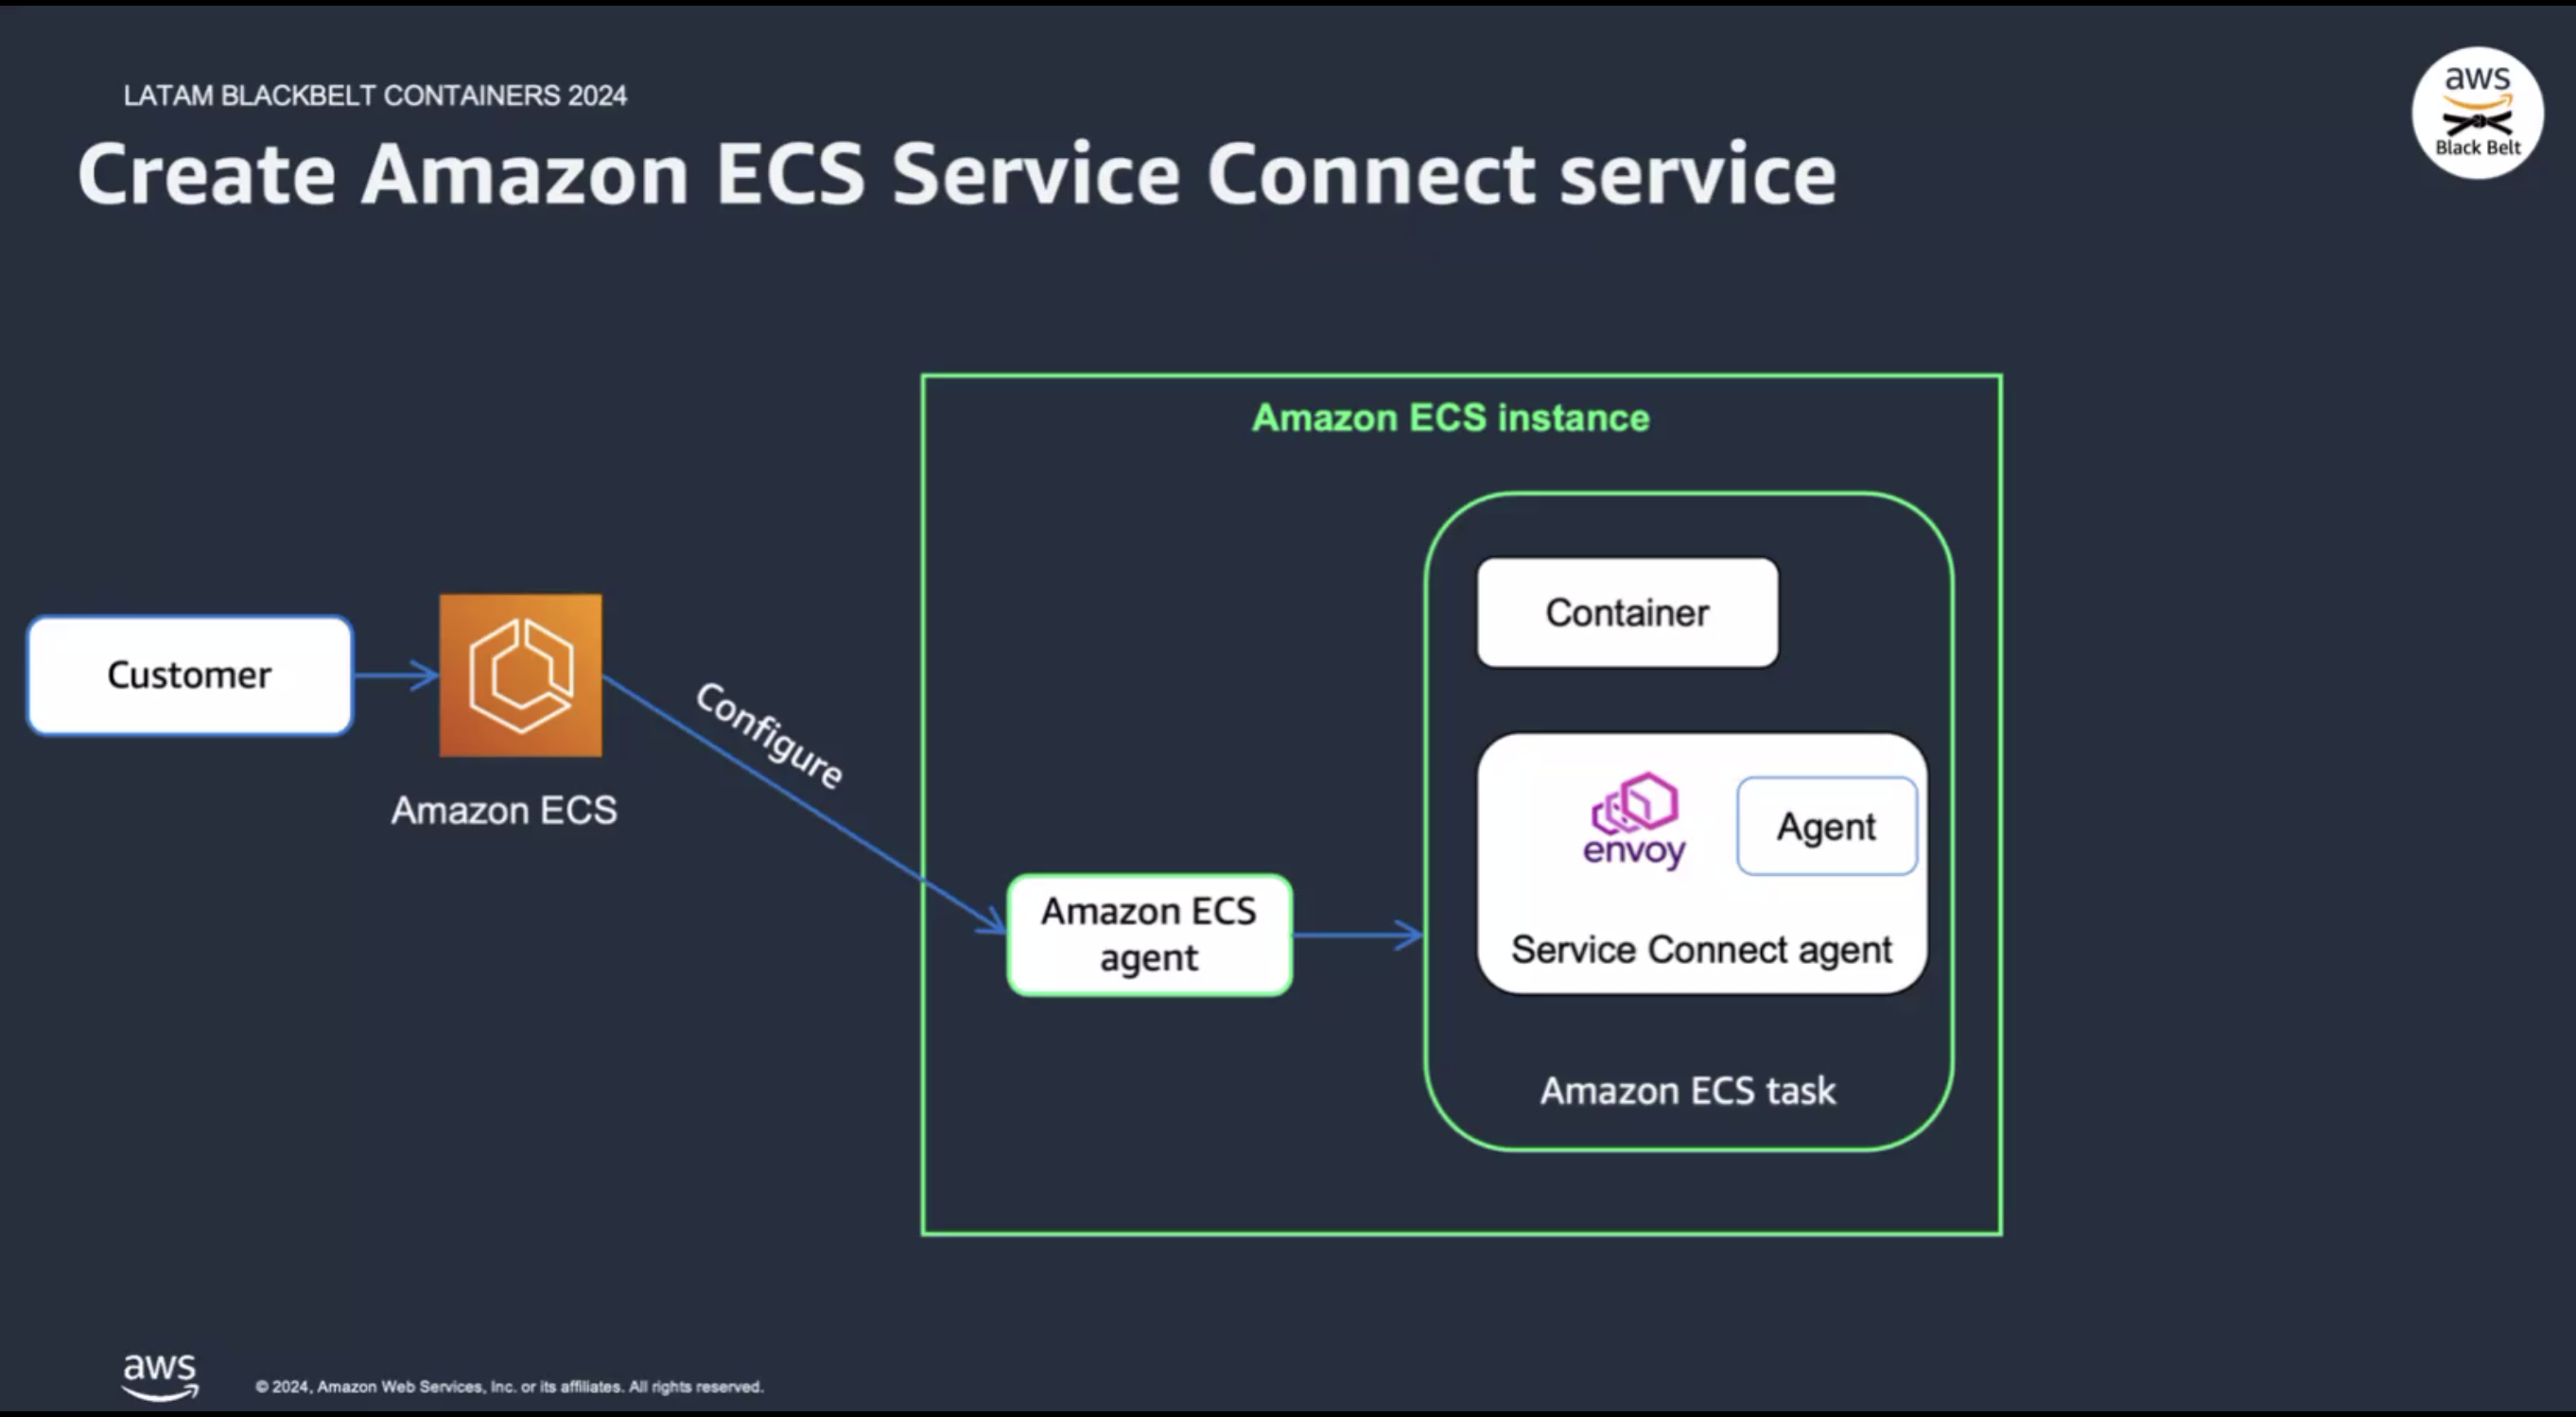 LATAM BLACKBELT CONTAINERS 2024
aws
Black Belt
Create Amazon ECS Service Connect service
Amazon ECS instance
Customer
Amazon ECS
Configure
Amazon ECS
agent
Container
envoy
Agent
Service Connect agent
Amazon ECS task
aws
© 2024, Amazon Web Services, Inc. or its affiliates. All rights reserved.